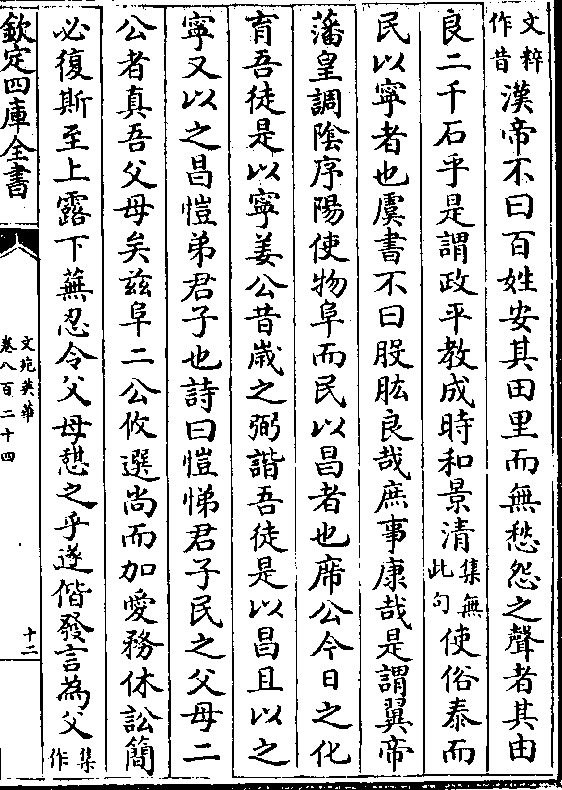 文粹作昔漢帝不曰百姓安其田里而無愁怨之聲者其由
良二千石乎是謂政平教成時和景清集無此句使俗泰而
民以寧者也虞書不曰股肱良哉庶事康哉是謂翼帝
藩皇調陰序陽使物阜而民以昌者也席公今日之化
育吾徒是以寧姜公昔嵗之弼諧吾徒是以昌且以之
寧又以之昌愷弟君子也詩曰愷悌君子民之父母二
公者真吾父母矣兹阜二公攸選尚而加愛務休訟簡
必復斯至上露下蕪忍令父母憇之乎遂偕發言為父集作
欽定四庫全書
文苑英華
卷八百二十四
十二